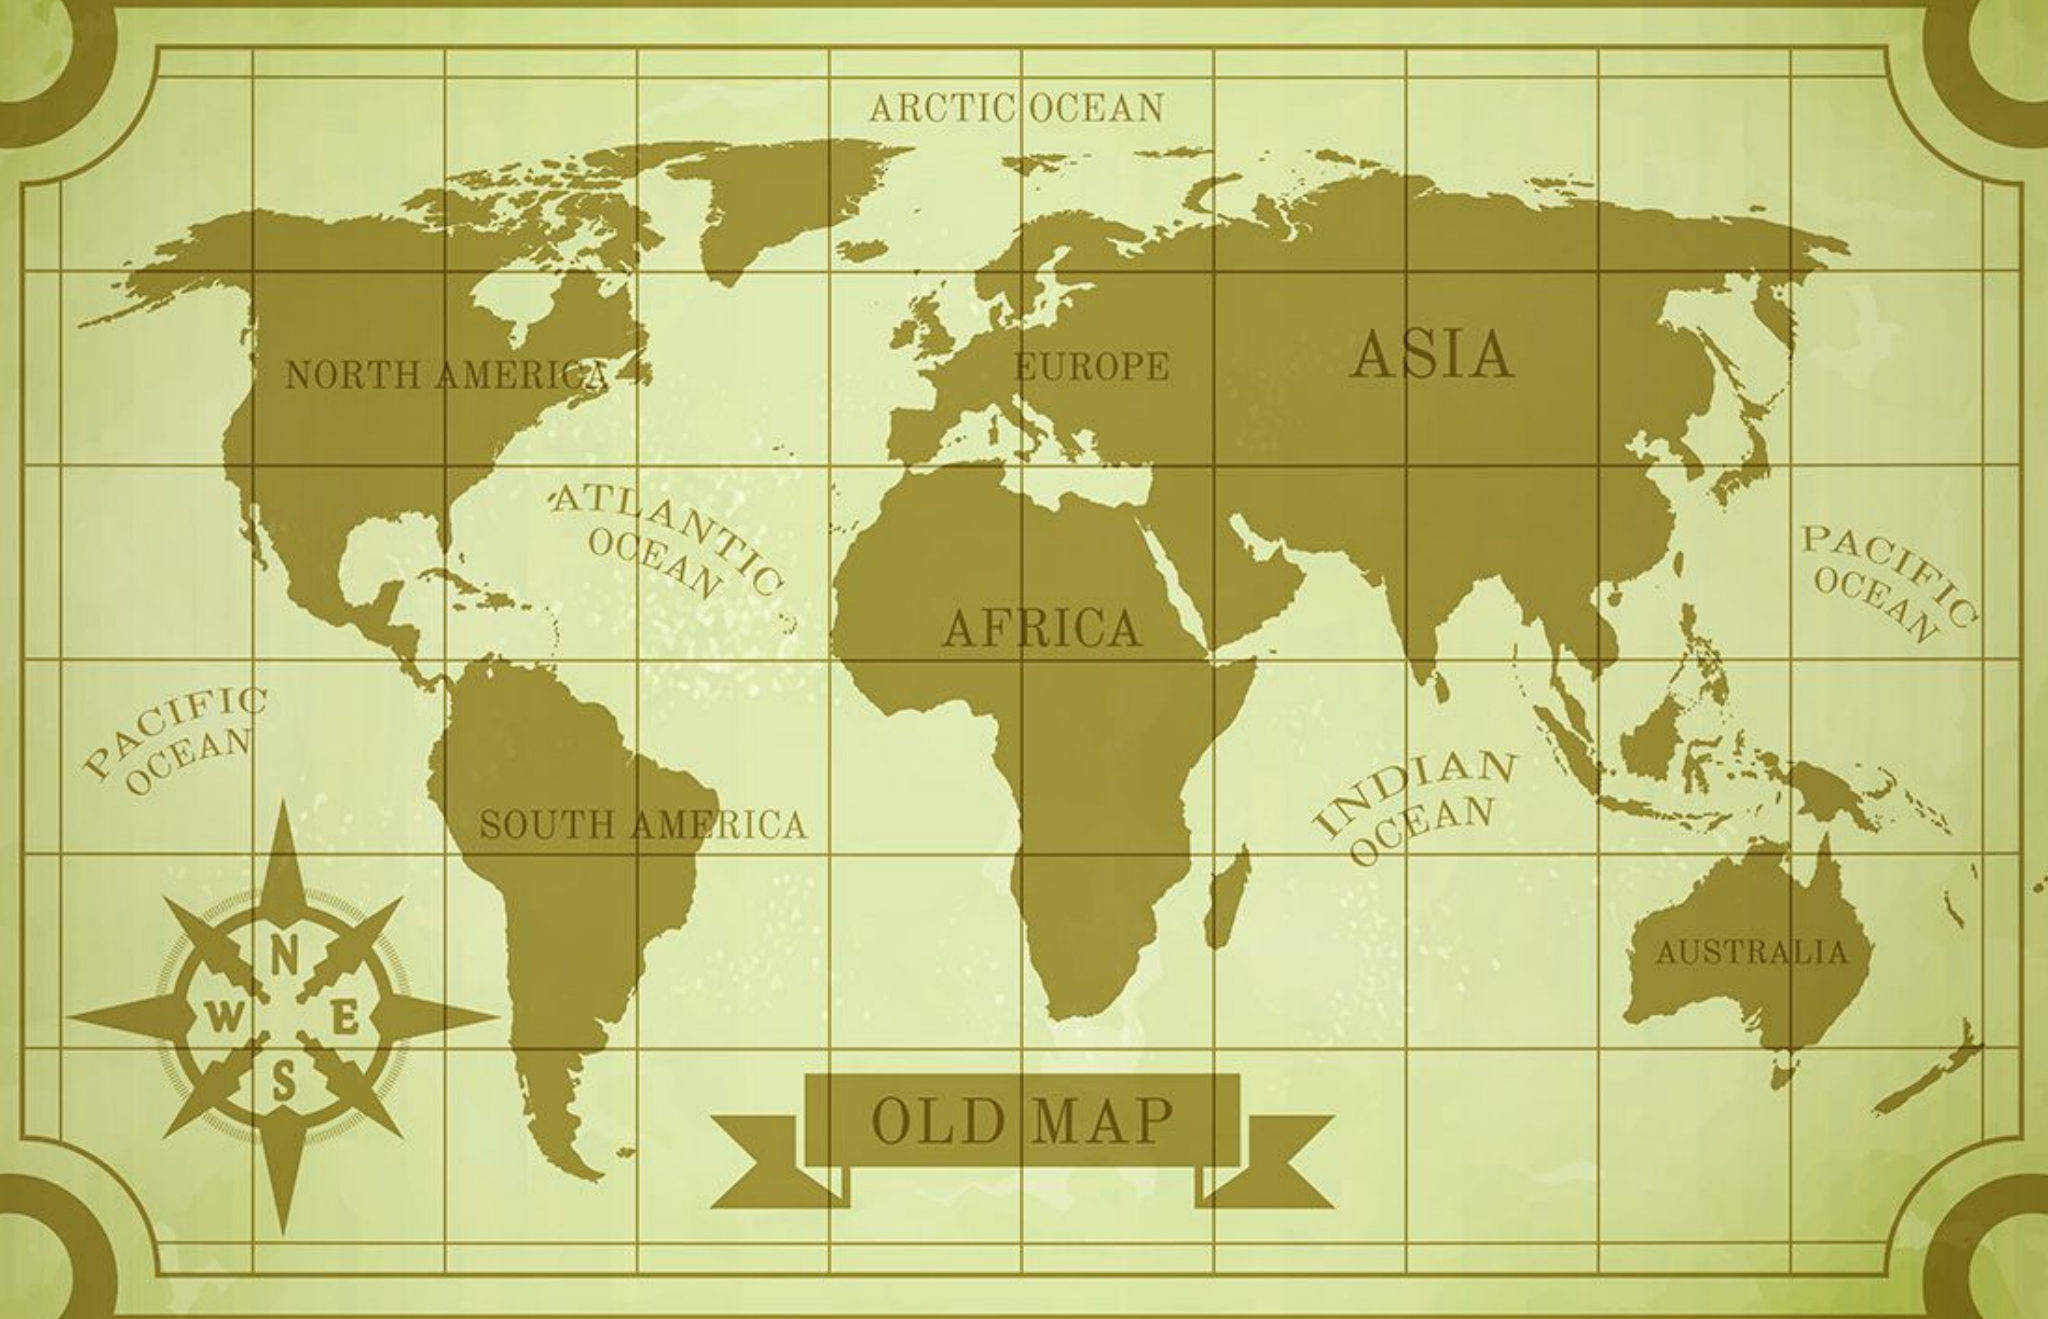 ARCTIC OCEAN
NORTH AMERICA
EUROPE
ASIA
ATLANTIC
OCEAN
PACIFIC
OCEAN
AFRICA
PACIFIC
OCEAN
INDIAN
OCEAN
SOUTH AMERICA
AUSTRALIA
N
W E
S
OLD MAP